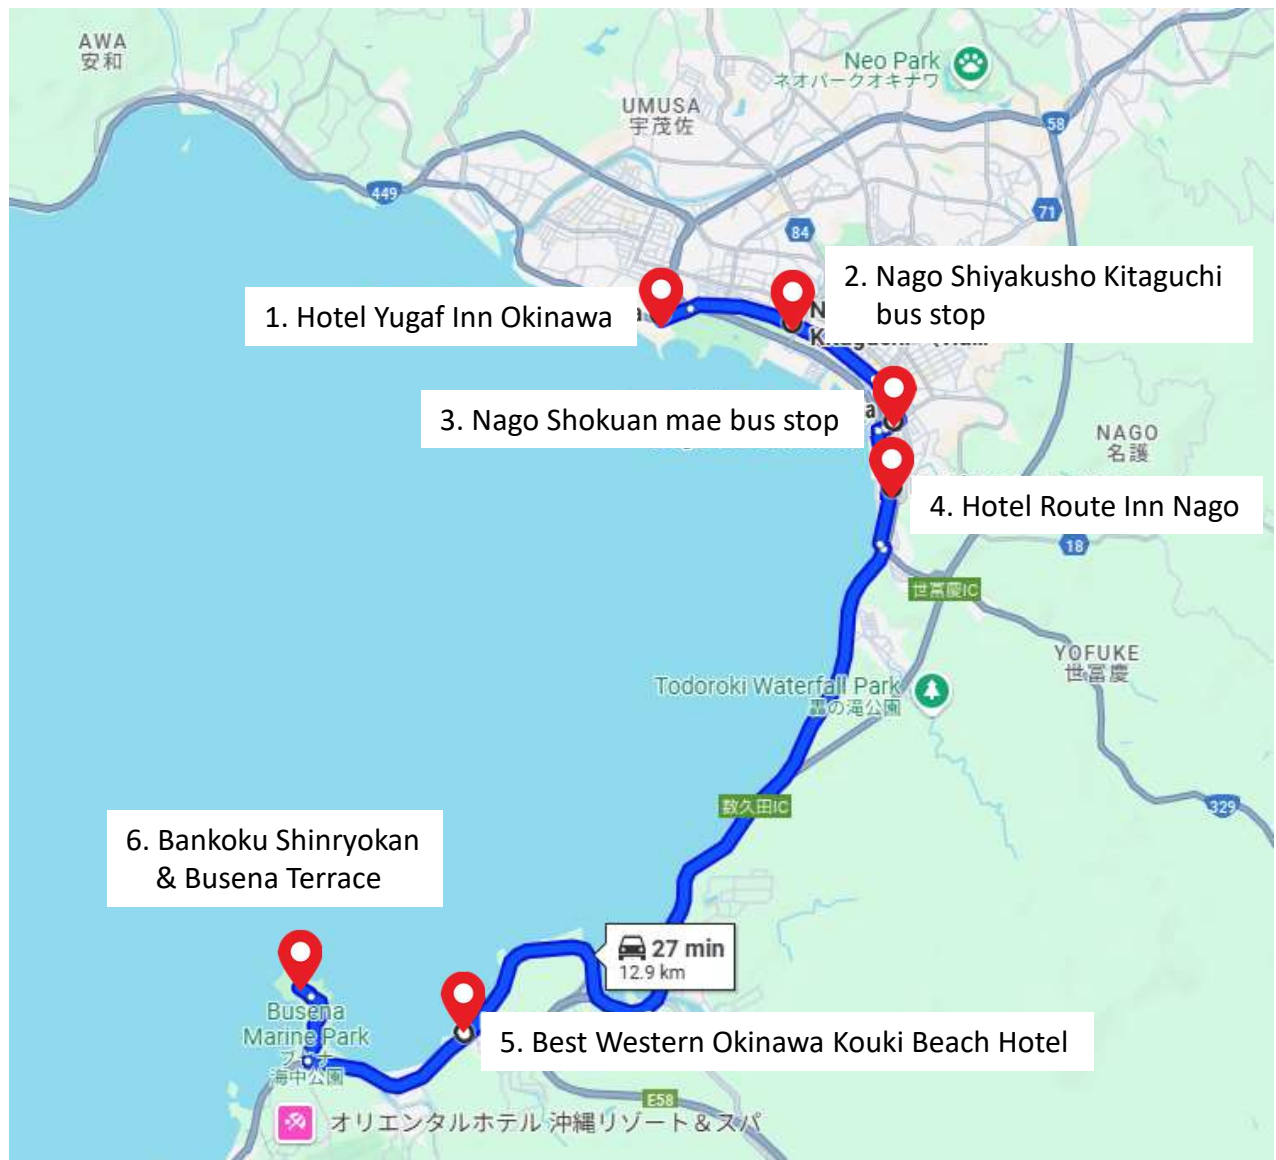 AWA
安和
Neo Park
ネオパークオキナワ
UMUSA
宇茂佐
58
449
71
84
2. Nago Shiyakusho Kitaguchi
bus stop
1. Hotel Yugaf Inn Okinawa
3. Nago Shokuan mae bus stop
NAGO
名護
4. Hotel Route Inn Nago
18
世冨慶IC
YOFUKE
世冨慶
Todoroki Waterfall Park
轟の滝公園
数久田IC
329
6. Bankoku Shinryokan
& Busena Terrace
27 min
12.9 km
Busena
Marine Park
ブセナ
海中公園
5. Best Western Okinawa Kouki Beach Hotel
E58
オリエンタルホテル 沖縄リゾート&スパ